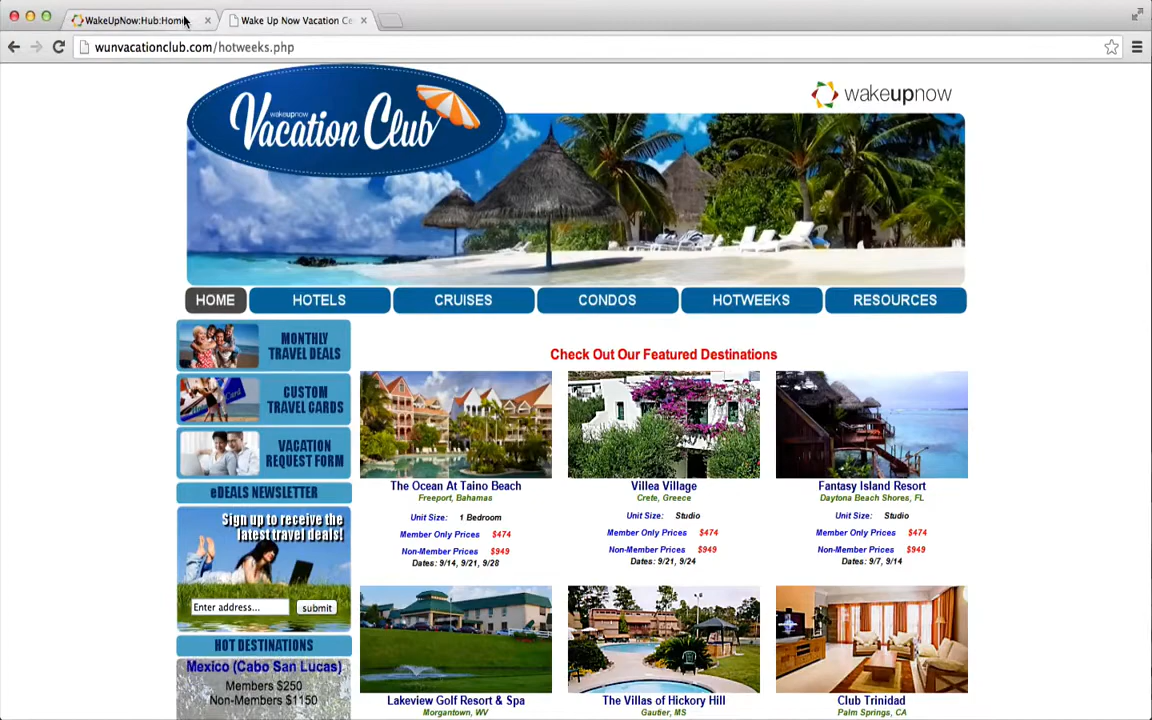 WakeUpNow:Hub:Home
Wake Up Now Vacation Ce
wunvacationclub.com/hotweeks.php
wakeupnow
Vacation Club
wakeupnow
HOME
HOTELS
CRUISES
CONDOS
HOTWEEKS
RESOURCES
MONTHLY
TRAVEL DEALS
CUSTOM
TRAVEL CARDS
VACATION
REQUEST FORM
eDEALS NEWSLETTER
Sign up to receive the
latest travel deals!
Enter address...
submit
HOT DESTINATIONS
Mexico (Cabo San Lucas)
Members $250
Non-Members $1150
Check Out Our Featured Destinations
The Ocean At Taino Beach
Freeport, Bahamas
Unit Size: 1 Bedroom
Member Only Prices $474
Non-Member Prices $949
Dates: 9/14, 9/21, 9/28
Villea Village
Crete, Greece
Unit Size: Studio
Member Only Prices $474
Non-Member Prices $949
Dates: 9/21, 9/24
Fantasy Island Resort
Daytona Beach Shores, FL
Unit Size: Studio
Member Only Prices $474
Non-Member Prices $949
Dates: 9/7, 9/14
Lakeview Golf Resort & Spa
Morgantown, WV
The Villas of Hickory Hill
Gautier, MS
Club Trinidad
Palm Springs, CA